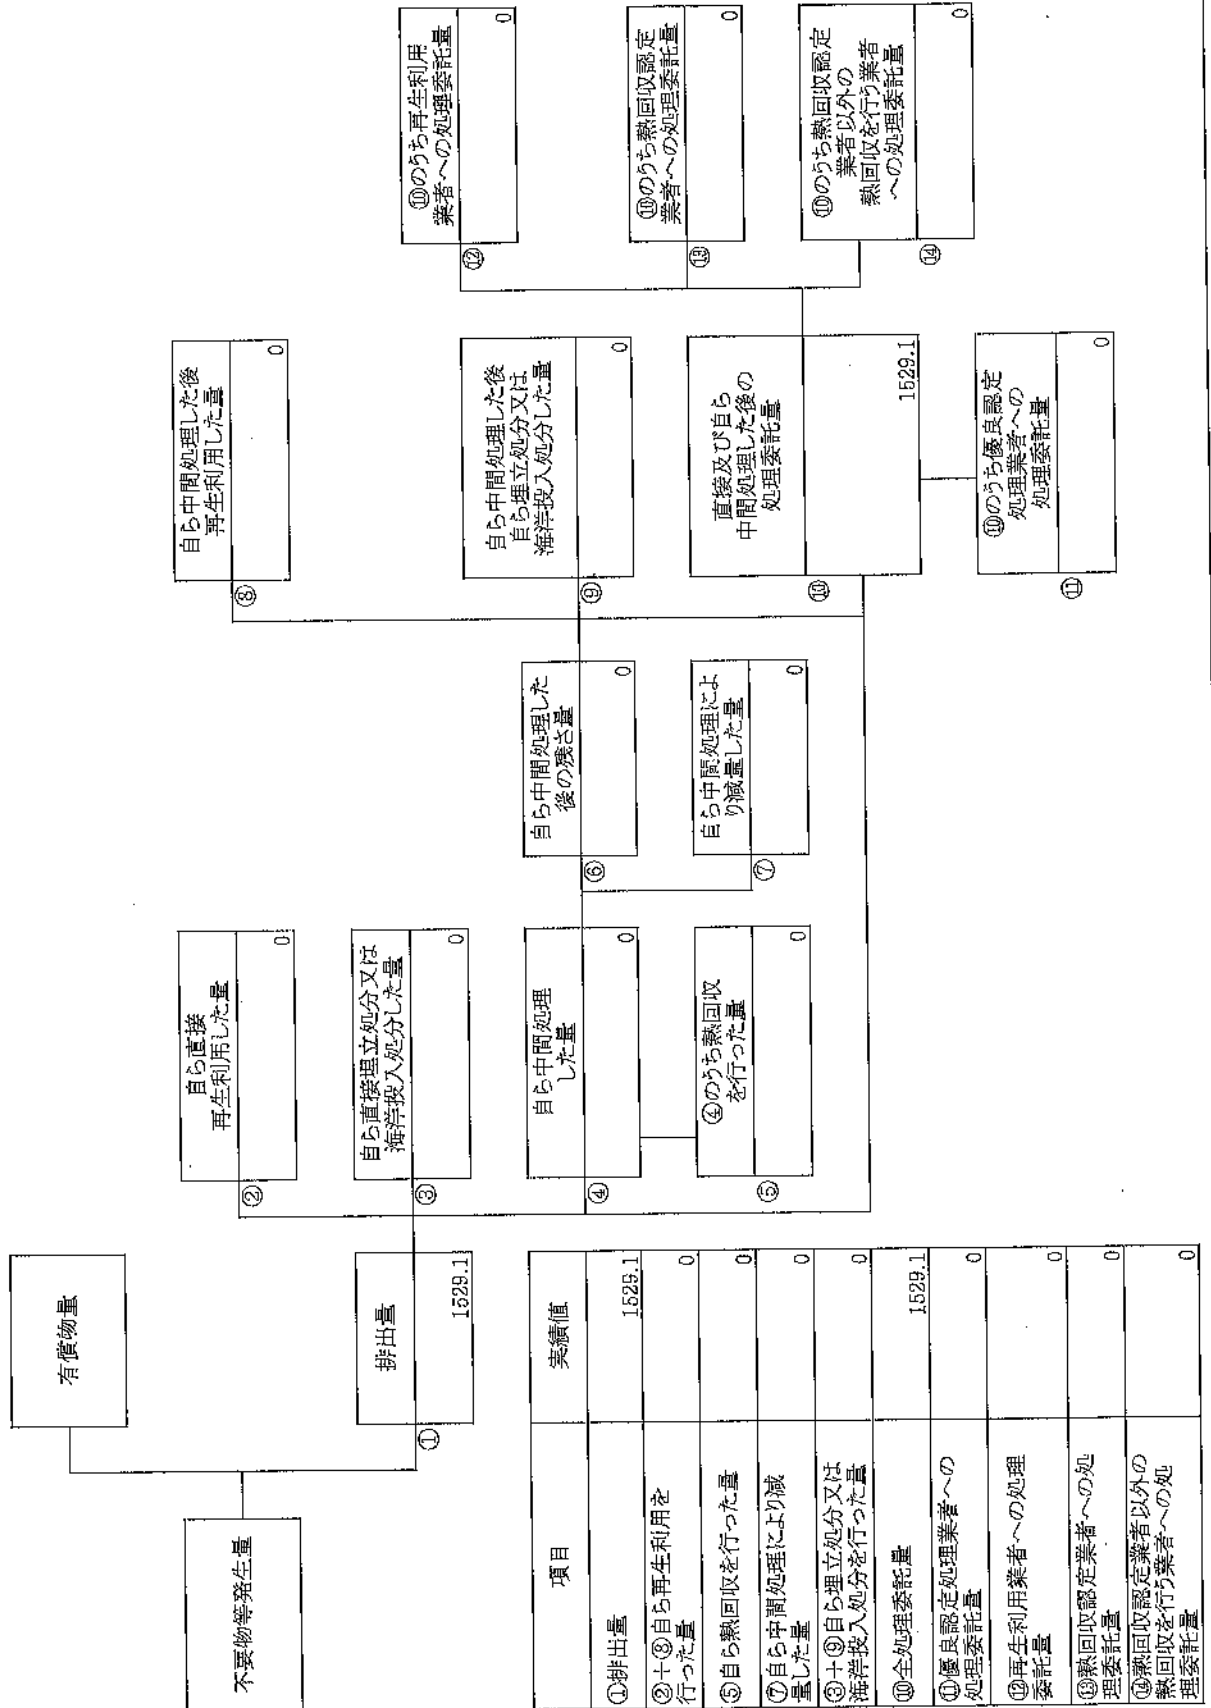 不要物等発生量
有償物量
①
排出量
1529.1
②
自ら直接
再生利用した量
0
③
自ら直接埋立処分又は
海洋投入処分した量
0
④
自ら中間処理
した量
0
⑤
④のうち熱回収
を行った量
0
⑥
自ら中間処理した
後の残さ量
0
⑦
自ら中間処理によ
り減量した量
0
⑧
自ら中間処理した後
再生利用した量
0
⑨
自ら中間処理した後
自ら埋立処分又は
海洋投入処分した量
0
⑩
直接及び自ら
中間処理した後の
処理委託量
1529.1
⑪
⑩のうち優良認定
処理業者への
処理委託量
0
⑫
⑩のうち再生利用
業者への処理委託量
0
⑬
⑩のうち熱回収認定
業者への処理委託量
0
⑭
⑩のうち熱回収認定
業者以外の
熱回収を行う業者
への処理委託量
0
項目
実績値
①排出量
1529.1
②+⑧自ら再生利用を
行った量
0
⑤自ら熱回収を行った量
0
⑦自ら中間処理により減
量した量
0
③+⑨自ら埋立処分又は
海洋投入処分を行った量
0
⑩全処理委託量
1529.1
⑪優良認定処理業者への
処理委託量
0
⑫再生利用業者への処理
委託量
0
⑬熱回収認定業者への処
理委託量
0
⑭熱回収認定業者以外の
熱回収を行う業者への処
理委託量
0